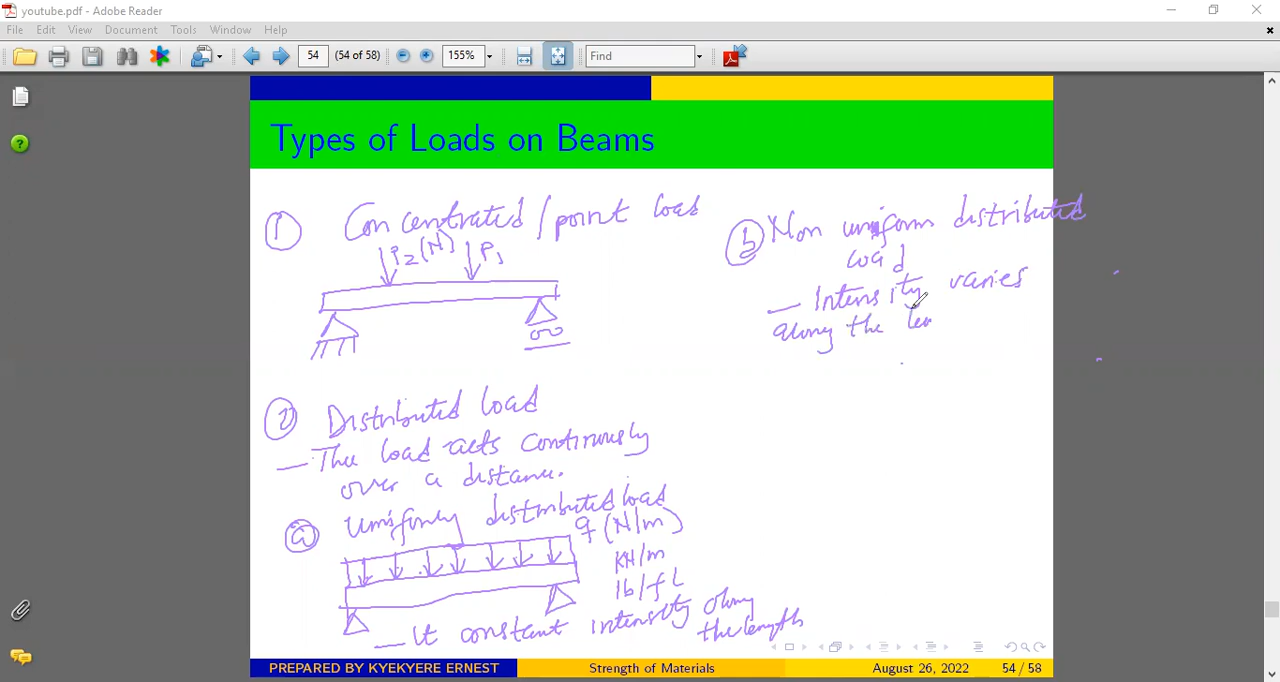 youtube.pdf - Adobe Reader
File Edit View Document Tools Window Help
54 (54 of 58) 155% Find
Types of Loads on Beams
1 Concentrated / point load
P2 (N) P1
2 Distributed load
— The load acts continuously
over a distance.
a Uniformly distributed load
q (N/m)
KN/m
lb/ft
— It constant intensity along
the length
b Non uniform distributed
load
— Intensity varies
along the len
PREPARED BY KYEKYERE ERNEST Strength of Materials August 26, 2022 54 / 58